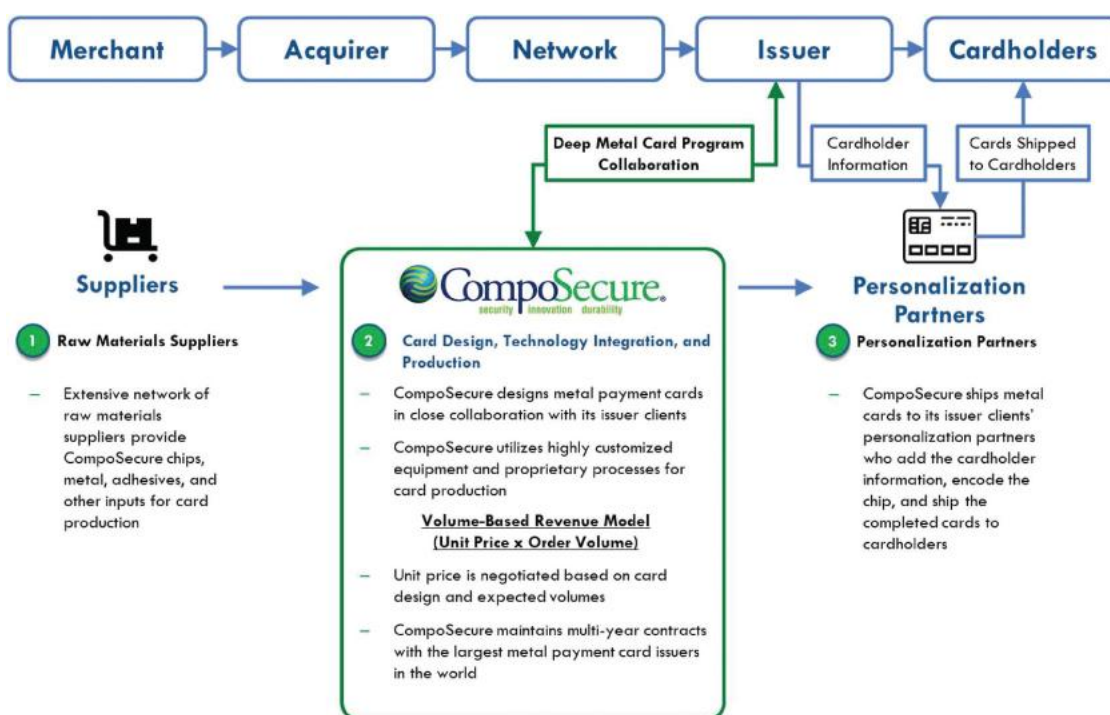 Merchant
Acquirer
Network
Issuer
Cardholders
Deep Metal Card Program
Collaboration
Cardholder
Information
Cards Shipped
to Cardholders
Suppliers
CompoSecure®
security innovation durability
Personalization
Partners
1 Raw Materials Suppliers
– Extensive network of
raw materials
suppliers provide
CompoSecure chips,
metal, adhesives, and
other inputs for card
production
2 Card Design, Technology Integration, and
Production
– CompoSecure designs metal payment cards
in close collaboration with its issuer clients
– CompoSecure utilizes highly customized
equipment and proprietary processes for
card production
Volume-Based Revenue Model
(Unit Price x Order Volume)
– Unit price is negotiated based on card
design and expected volumes
– CompoSecure maintains multi-year contracts
with the largest metal payment card issuers
in the world
3 Personalization Partners
– CompoSecure ships metal
cards to its issuer clients'
personalization partners
who add the cardholder
information, encode the
chip, and ship the
completed cards to
cardholders